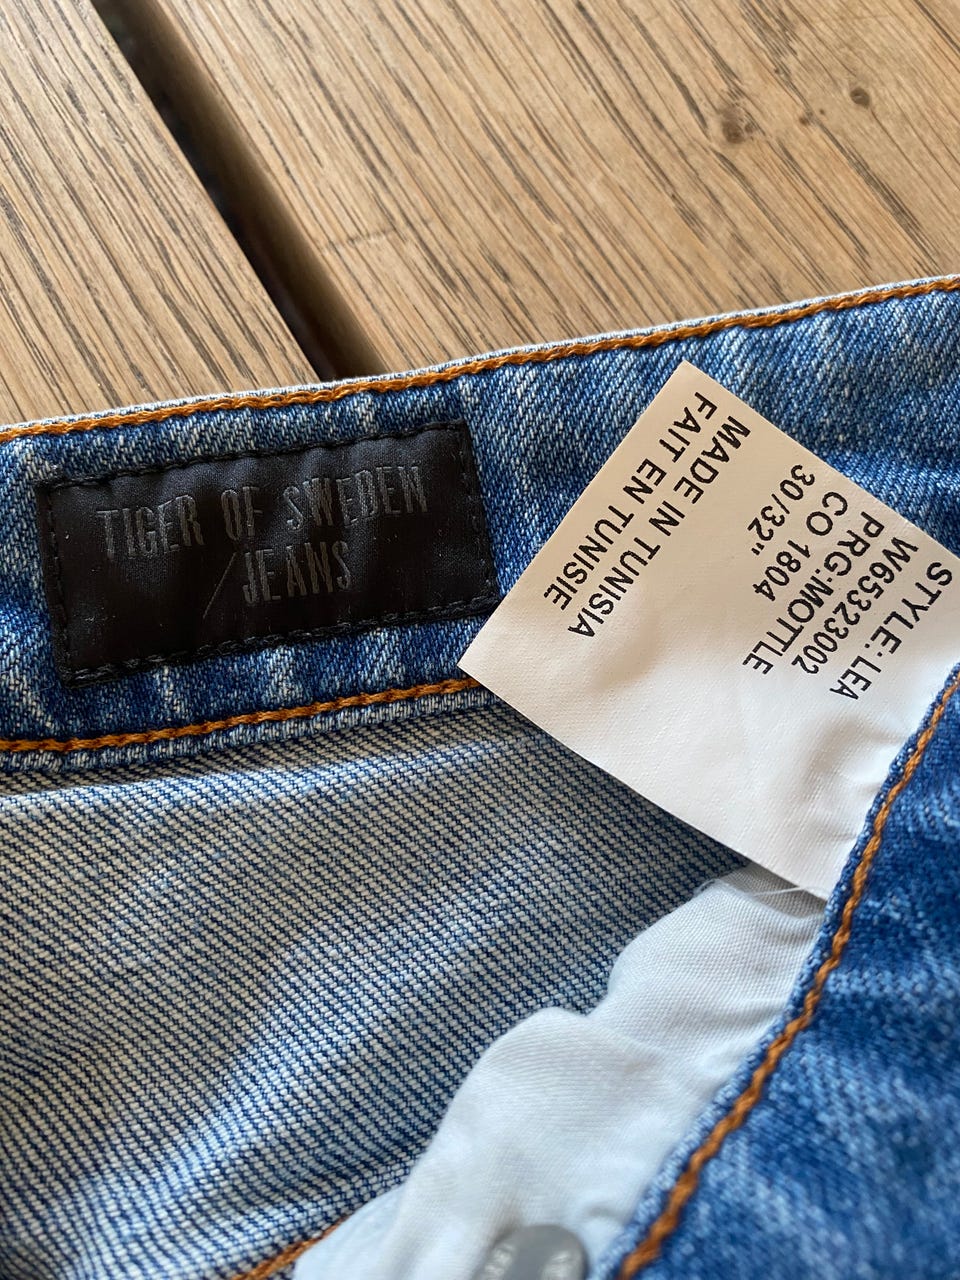 TIGER OF SWEDEN
/JEANS
STYLE: LEA
W65323002
PRG:MOTTLE
CO 1804
30/32"
MADE IN TUNISIA
FAIT EN TUNISIE